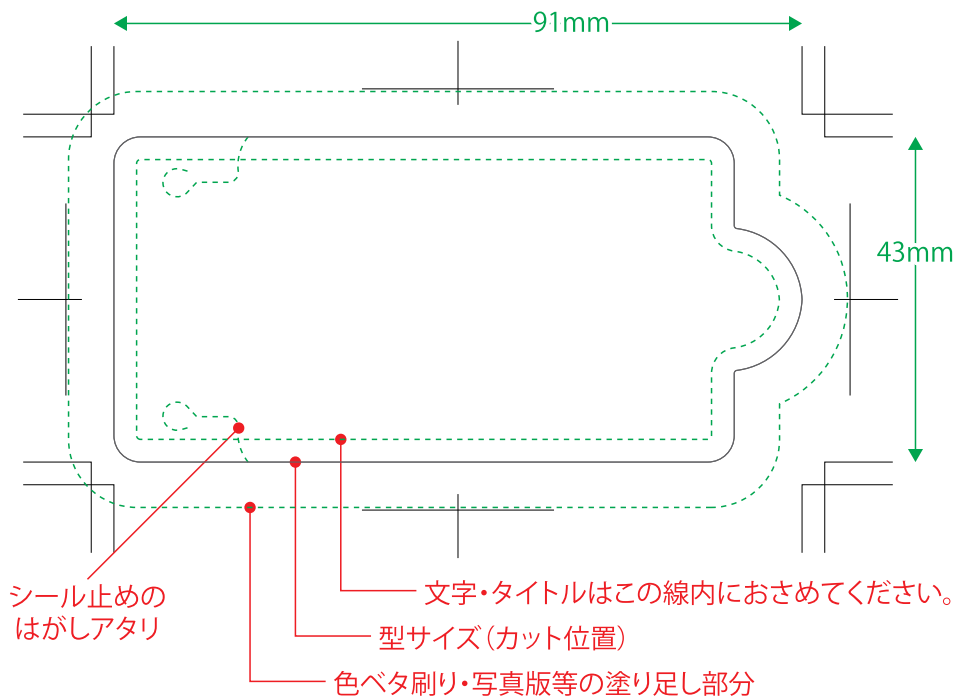 91mm
43mm
シール止めの
はがしアタリ
文字・タイトルはこの線内におさめてください。
型サイズ（カット位置）
色ベタ刷り・写真版等の塗り足し部分